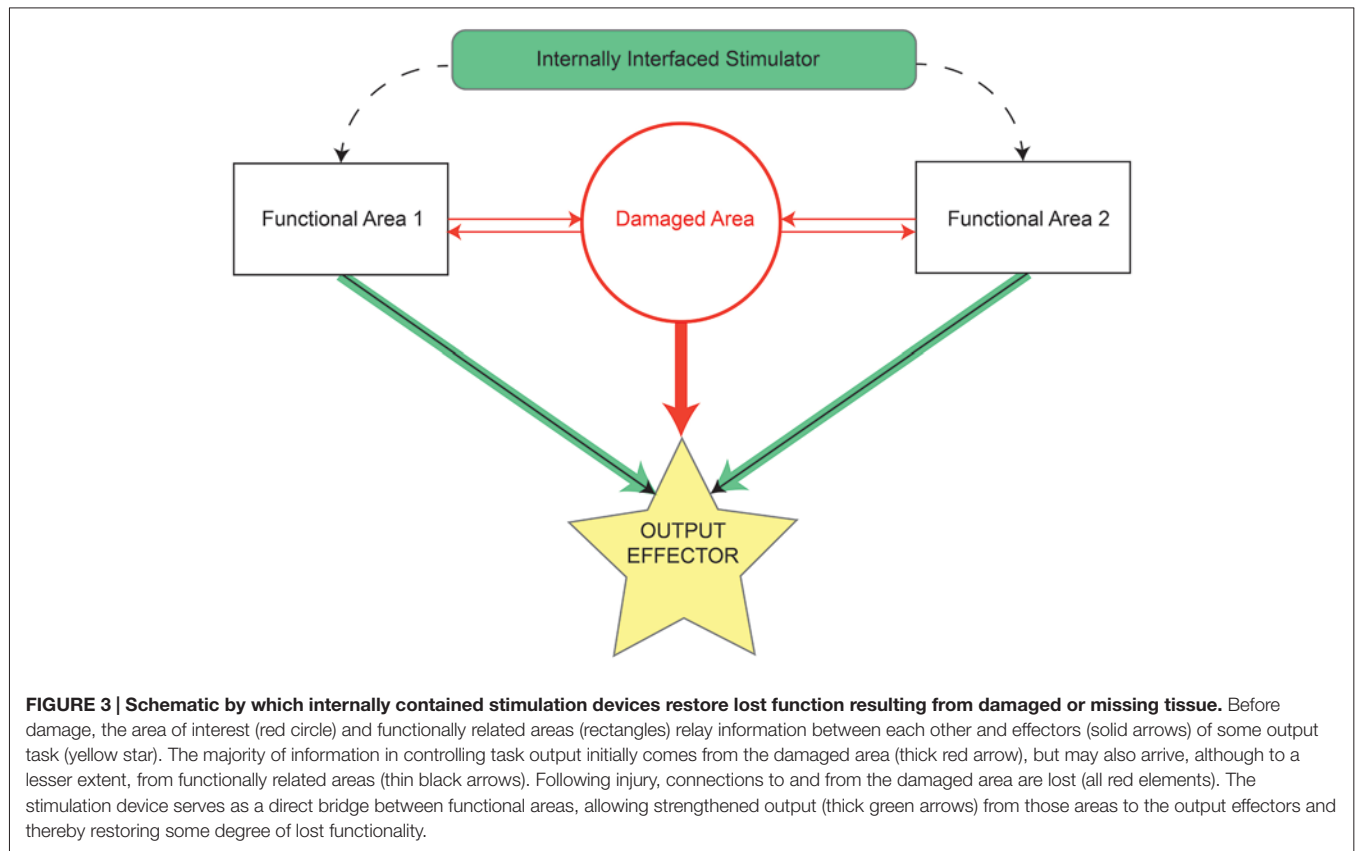 Internally Interfaced Stimulator
Functional Area 1
Damaged Area
Functional Area 2
OUTPUT
EFFECTOR
FIGURE 3 | Schematic by which internally contained stimulation devices restore lost function resulting from damaged or missing tissue. Before
damage, the area of interest (red circle) and functionally related areas (rectangles) relay information between each other and effectors (solid arrows) of some output
task (yellow star). The majority of information in controlling task output initially comes from the damaged area (thick red arrow), but may also arrive, although to a
lesser extent, from functionally related areas (thin black arrows). Following injury, connections to and from the damaged area are lost (all red elements). The
stimulation device serves as a direct bridge between functional areas, allowing strengthened output (thick green arrows) from those areas to the output effectors and
thereby restoring some degree of lost functionality.